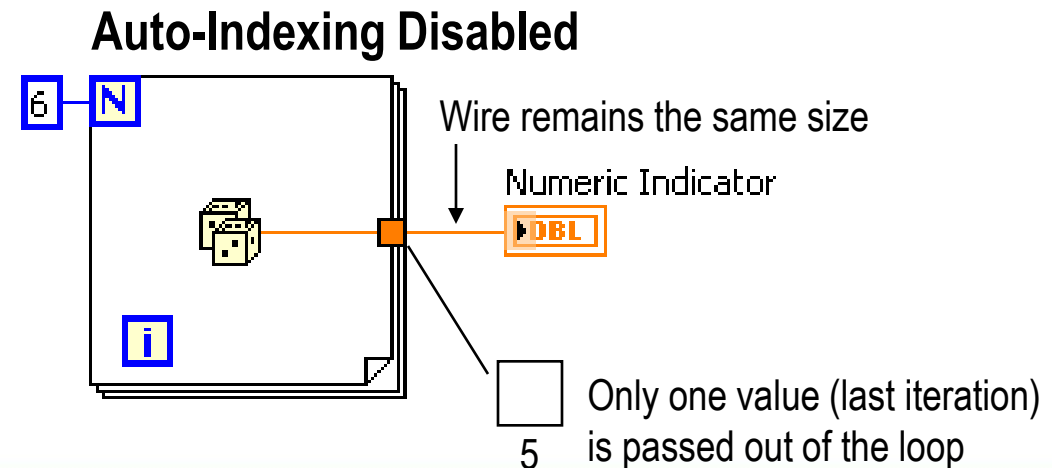 Auto-Indexing Disabled
6
N
Wire remains the same size
Numeric Indicator
DBL
i
5
Only one value (last iteration)
is passed out of the loop